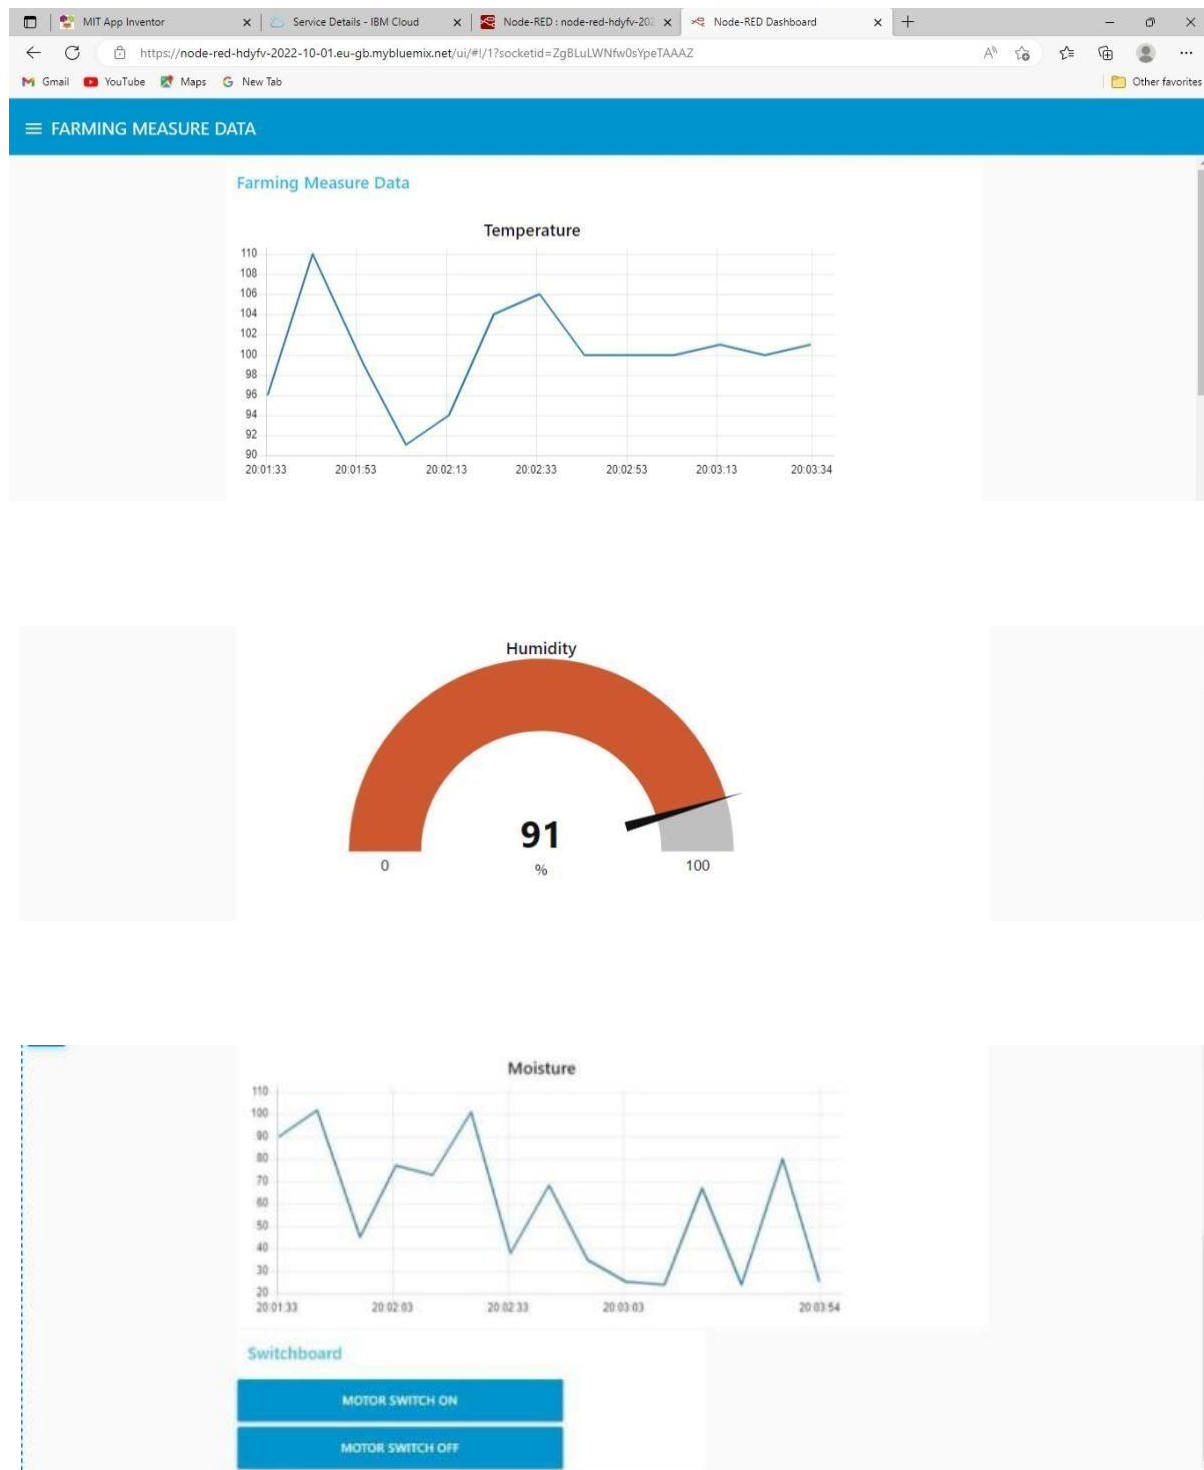 MIT App Inventor Service Details - IBM Cloud Node-RED : node-red-hdyfv-202 Node-RED Dashboard
https://node-red-hdyfv-2022-10-01.eu-gb.mybluemix.net/ui/#!/1?socketid=ZgBLuLWNfw0sYpeTAAAZ
Gmail YouTube Maps New Tab Other favorites
FARMING MEASURE DATA
Farming Measure Data
Temperature
110
108
106
104
102
100
98
96
94
92
90
20:01:33 20:01:53 20:02:13 20:02:33 20:02:53 20:03:13 20:03:34
Humidity
91
%
0 100
Moisture
110
100
90
80
70
60
50
40
30
20
20:01:33 20:02:03 20:02:33 20:03:03 20:03:54
Switchboard
MOTOR SWITCH ON
MOTOR SWITCH OFF